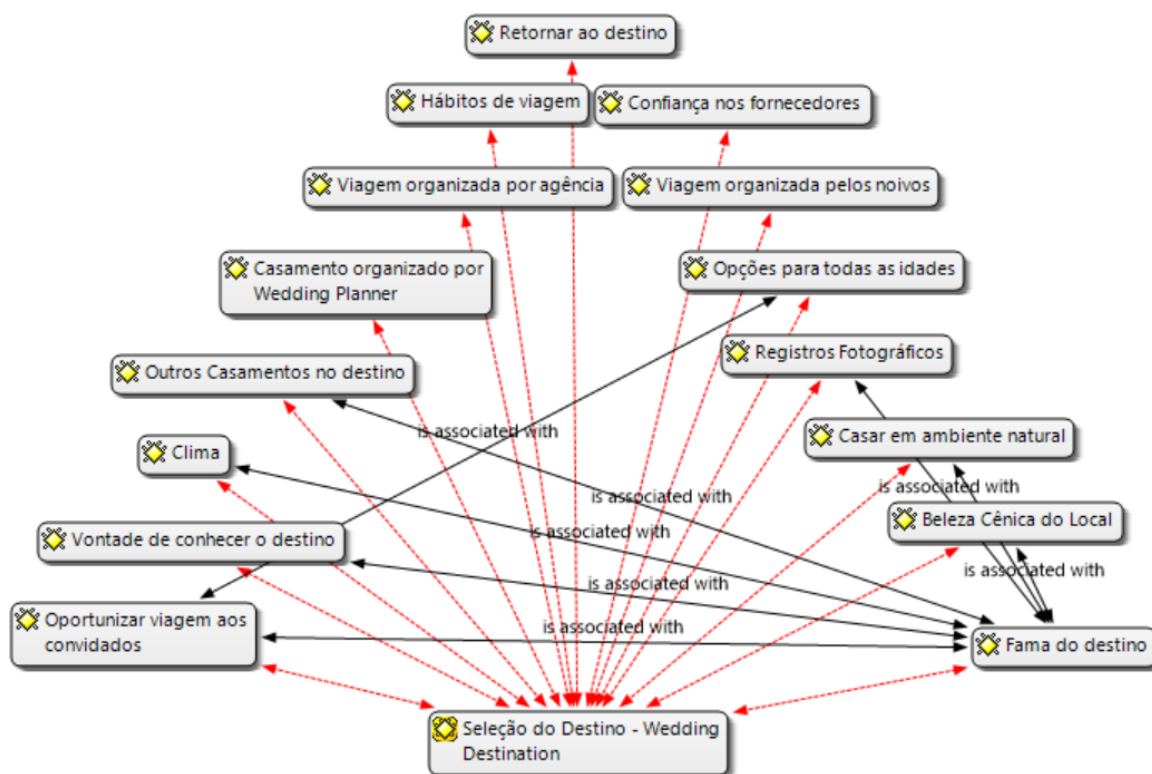 Retornar ao destino
Hábitos de viagem
Confiança nos fornecedores
Viagem organizada por agência
Viagem organizada pelos noivos
Casamento organizado por
Wedding Planner
Opções para todas as idades
Registros Fotográficos
Outros Casamentos no destino
is associated with
Casar em ambiente natural
Clima
is associated with
is associated with
Beleza Cênica do Local
is associated with
Vontade de conhecer o destino
is associated with
is associated with
Oportunizar viagem aos
convidados
is associated with
Fama do destino
Seleção do Destino - Wedding
Destination